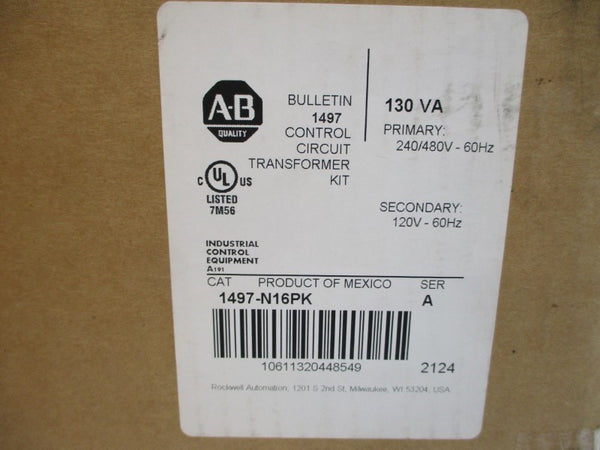 A-B
QUALITY
BULLETIN
1497
CONTROL
CIRCUIT
TRANSFORMER
KIT
130 VA
PRIMARY:
240/480V - 60Hz
SECONDARY:
120V - 60Hz
C UL US
LISTED
7M56
INDUSTRIAL
CONTROL
EQUIPMENT
A191
CAT PRODUCT OF MEXICO SER
1497-N16PK A
10611320448549 2124
Rockwell Automation, 1201 S 2nd St, Milwaukee, WI 53204, USA